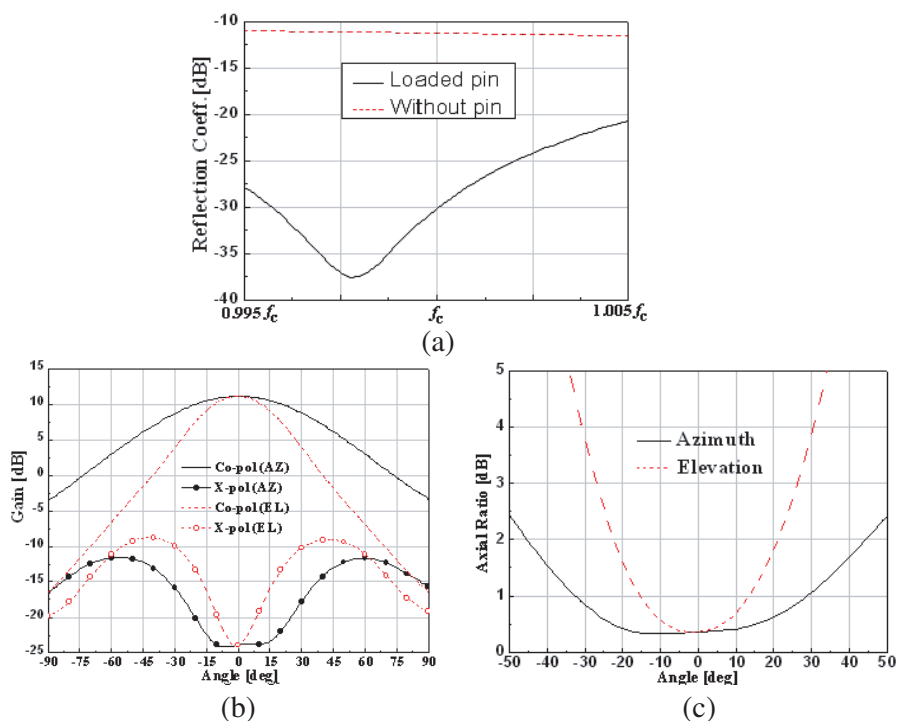 -10
-15
-20
-25
-30
-35
-40
Reflection Coeff.[dB]
Loaded pin
Without pin
0.995fc
fc
1.005fc
(a)
15
10
5
0
-5
-10
-15
-20
-25
Gain [dB]
Co-pol(AZ)
X-pol(AZ)
Co-pol(EL)
X-pol(EL)
-90 -75 -60 -45 -30 -15 0 15 30 45 60 75 90
Angle [deg]
(b)
5
4
3
2
1
0
Axial Ratio [dB]
Azimuth
Elevation
-50 -40 -30 -20 -10 0 10 20 30 40 50
Angle [deg]
(c)